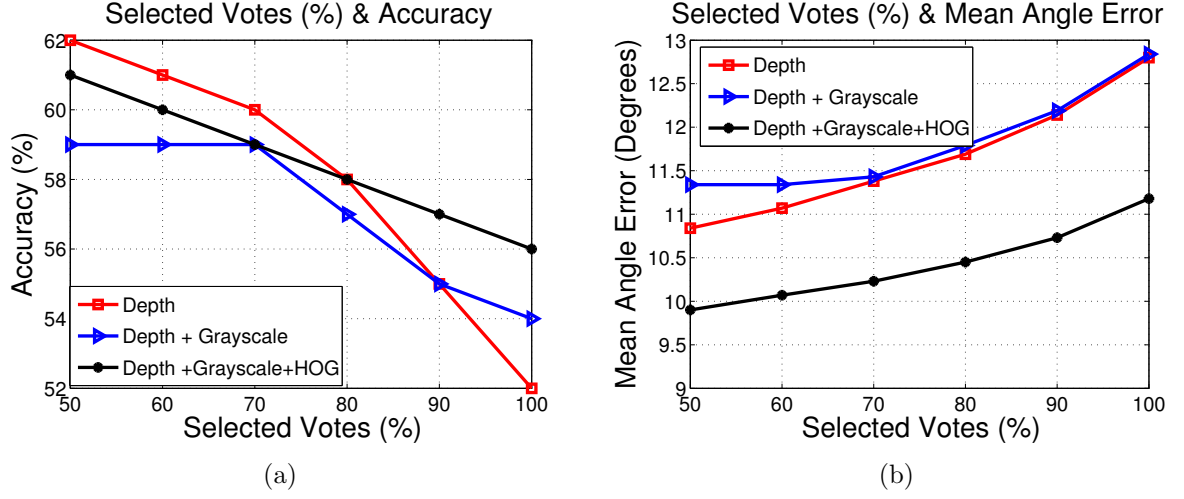 Selected Votes (%) & Accuracy
62
60
58
56
54
52
Accuracy (%)
Depth
Depth + Grayscale
Depth +Grayscale+HOG
50 60 70 80 90 100
Selected Votes (%)
(a)
Selected Votes (%) & Mean Angle Error
13
12.5
12
11.5
11
10.5
10
9.5
9
Mean Angle Error (Degrees)
Depth
Depth + Grayscale
Depth +Grayscale+HOG
50 60 70 80 90 100
Selected Votes (%)
(b)